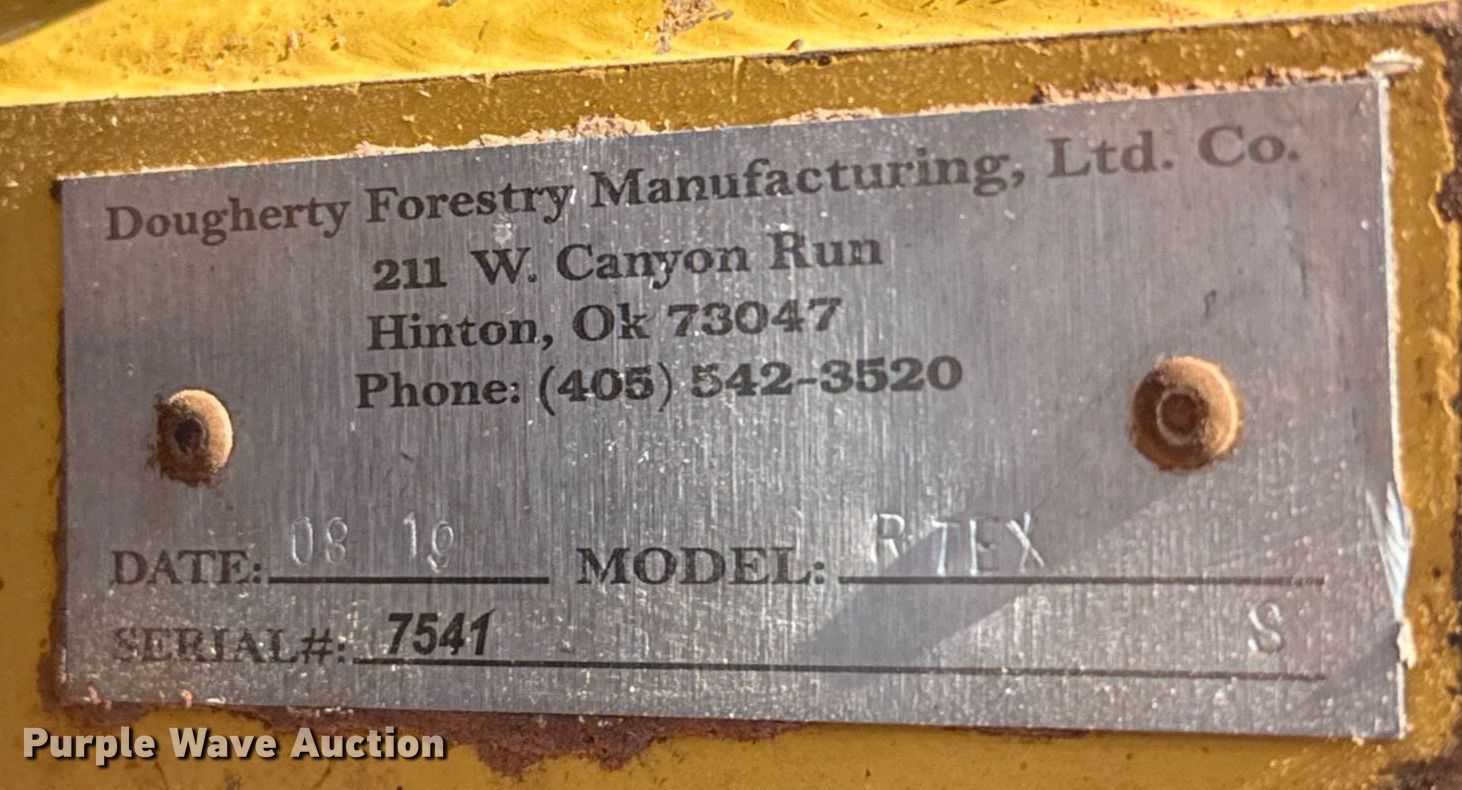 Dougherty Forestry Manufacturing, Ltd. Co.
211 W. Canyon Run
Hinton, Ok 73047
Phone: (405) 542-3520
DATE: 08 19 MODEL: RTEX
SERIAL#: 7541 S
Purple Wave Auction